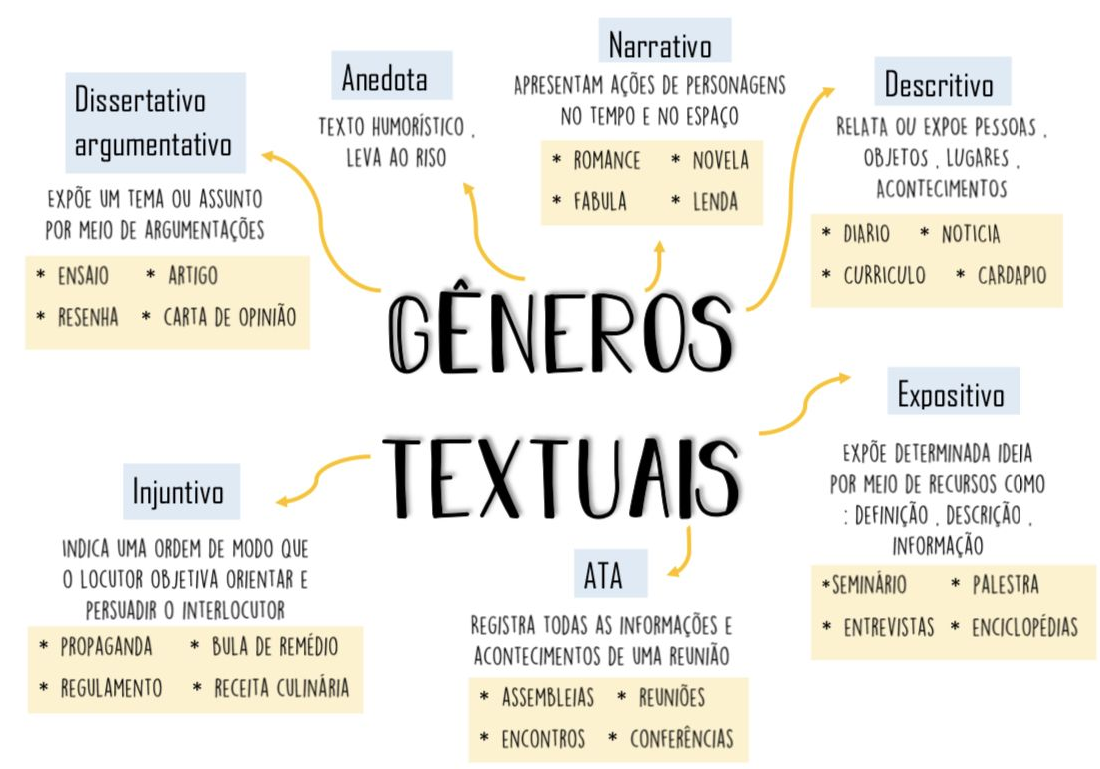 GÊNEROS
TEXTUAIS
Dissertativo
argumentativo
EXPÕE UM TEMA OU ASSUNTO
POR MEIO DE ARGUMENTAÇÕES
* ENSAIO * ARTIGO
* RESENHA * CARTA DE OPINIÃO
Anedota
TEXTO HUMORÍSTICO ,
LEVA AO RISO
Narrativo
APRESENTAM AÇÕES DE PERSONAGENS
NO TEMPO E NO ESPAÇO
* ROMANCE * NOVELA
* FABULA * LENDA
Descritivo
RELATA OU EXPOE PESSOAS ,
OBJETOS , LUGARES ,
ACONTECIMENTOS
* DIARIO * NOTICIA
* CURRICULO * CARDAPIO
Expositivo
EXPÕE DETERMINADA IDEIA
POR MEIO DE RECURSOS COMO
: DEFINIÇÃO , DESCRIÇÃO ,
INFORMAÇÃO
*SEMINÁRIO * PALESTRA
* ENTREVISTAS * ENCICLOPÉDIAS
Injuntivo
INDICA UMA ORDEM DE MODO QUE
O LOCUTOR OBJETIVA ORIENTAR E
PERSUADIR O INTERLOCUTOR
* PROPAGANDA * BULA DE REMÉDIO
* REGULAMENTO * RECEITA CULINÁRIA
ATA
REGISTRA TODAS AS INFORMAÇÕES E
ACONTECIMENTOS DE UMA REUNIÃO
* ASSEMBLEIAS * REUNIÕES
* ENCONTROS * CONFERÊNCIAS